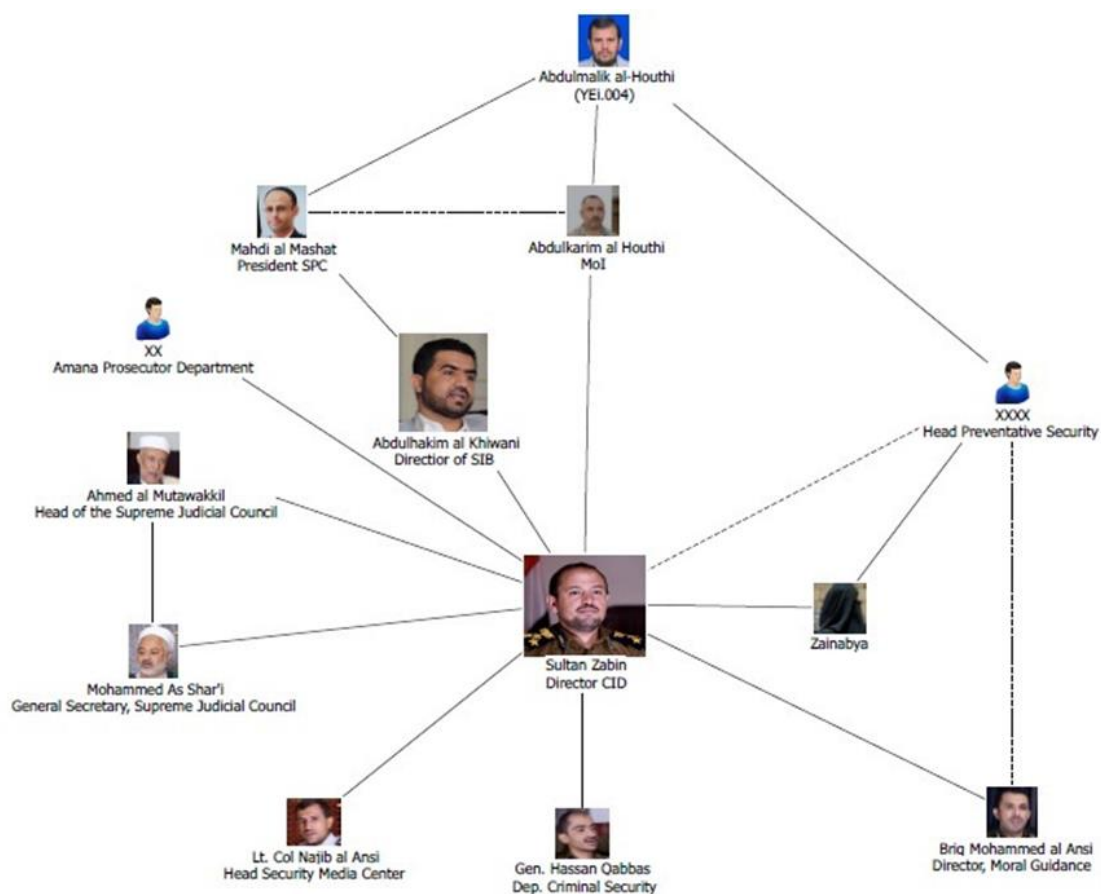 Abdulmalik al-Houthi
(YEi.004)
Mahdi al Mashat
President SPC
Abdulkarim al Houthi
MoI
XX
Amana Prosecutor Department
Abdulhakim al Khiwani
Directior of SIB
XXXX
Head Preventative Security
Ahmed al Mutawakkil
Head of the Supreme Judicial Council
Zainabya
Sultan Zabin
Director CID
Mohammed As Shar'i
General Secretary, Supreme Judicial Council
Lt. Col Najib al Ansi
Head Security Media Center
Gen. Hassan Qabbas
Dep. Criminal Security
Brig Mohammed al Ansi
Director, Moral Guidance